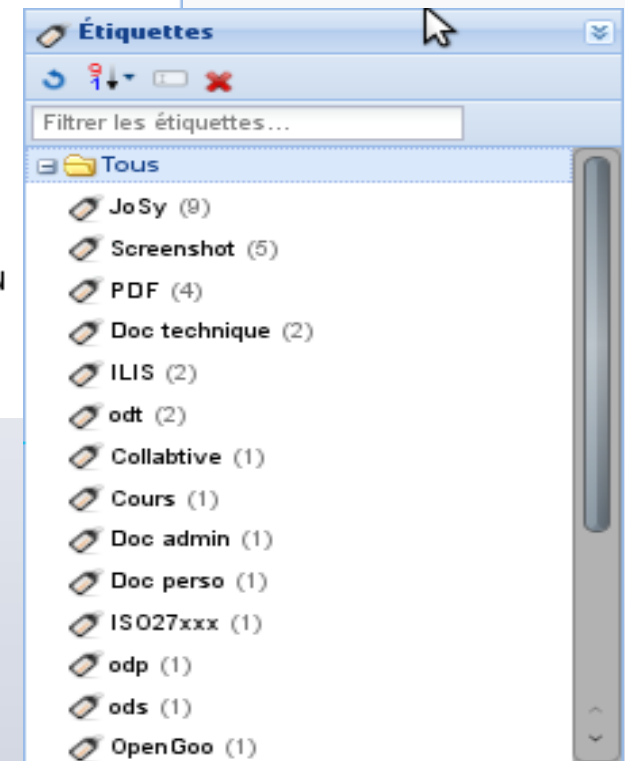 Étiquettes
Filtrer les étiquettes...
Tous
JoSy (9)
Screenshot (5)
PDF (4)
Doc technique (2)
ILIS (2)
odt (2)
Collabtive (1)
Cours (1)
Doc admin (1)
Doc perso (1)
ISO27xxx (1)
odp (1)
ods (1)
OpenGoo (1)